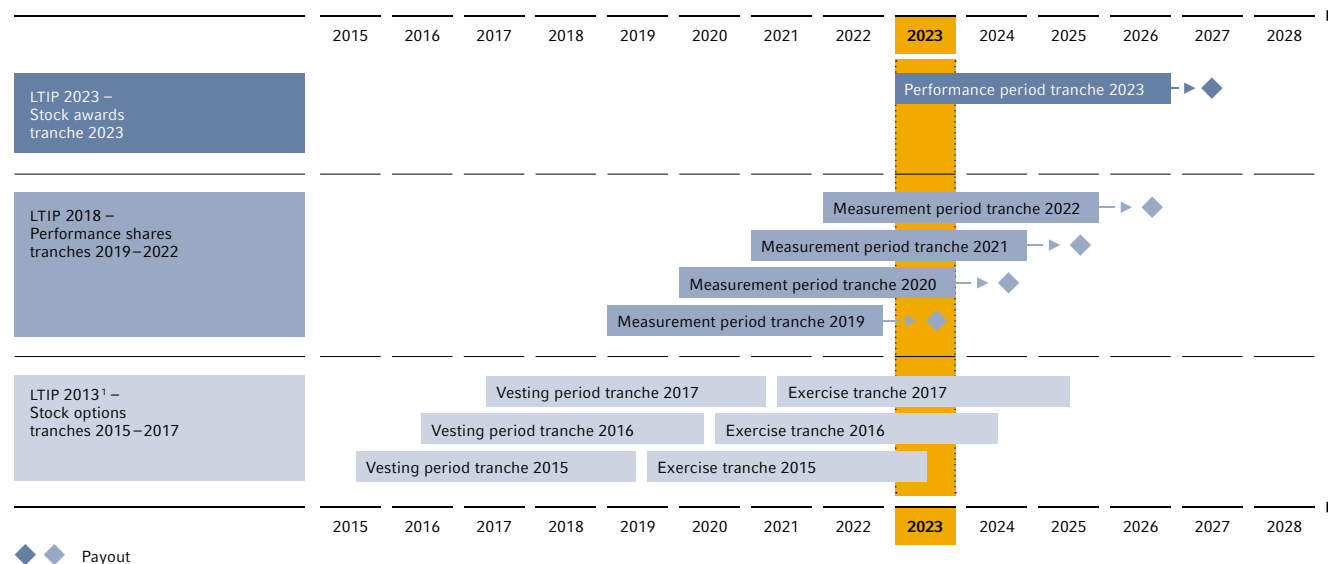 2015 2016 2017 2018 2019 2020 2021 2022 2023 2024 2025 2026 2027 2028
LTIP 2023 –
Stock awards
tranche 2023
Performance period tranche 2023
LTIP 2018 –
Performance shares
tranches 2019–2022
Measurement period tranche 2022
Measurement period tranche 2021
Measurement period tranche 2020
Measurement period tranche 2019
LTIP 2013¹ –
Stock options
tranches 2015–2017
Vesting period tranche 2017 Exercise tranche 2017
Vesting period tranche 2016 Exercise tranche 2016
Vesting period tranche 2015 Exercise tranche 2015
2015 2016 2017 2018 2019 2020 2021 2022 2023 2024 2025 2026 2027 2028
Payout